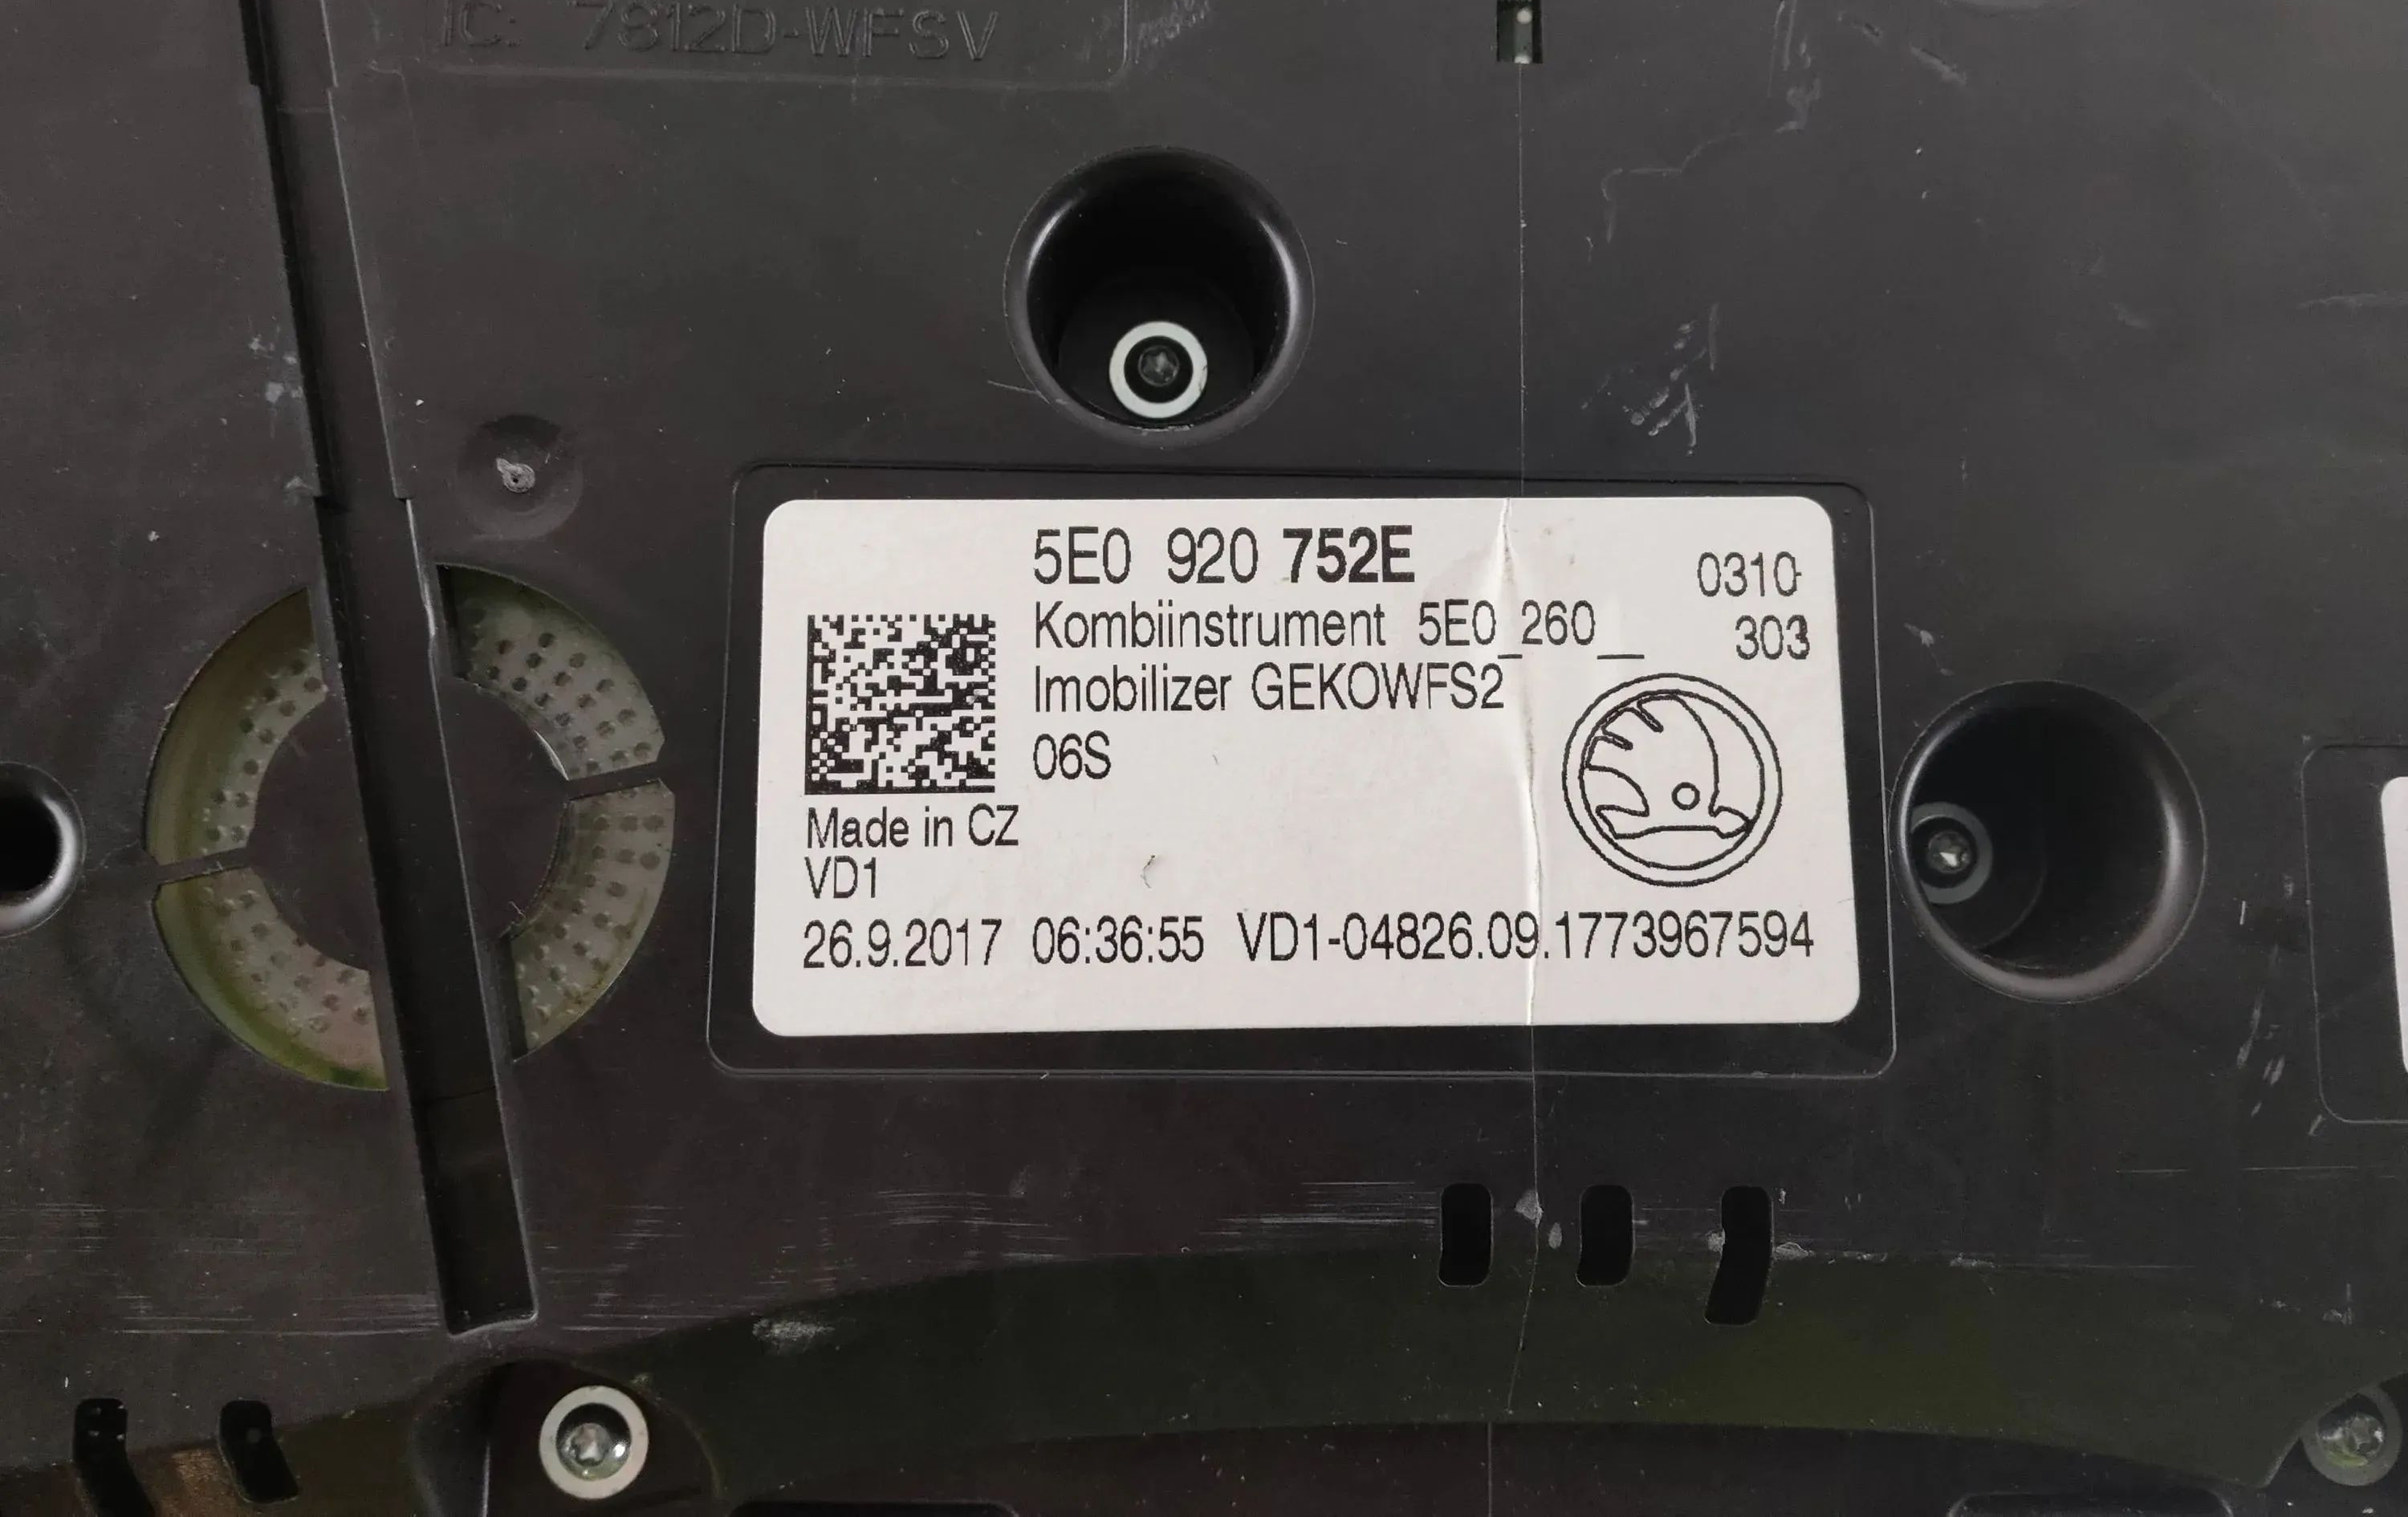 IC: 7812D-WFSV
5E0 920 752E
0310
Kombiinstrument 5E0_260__
303
Imobilizer GEKOWFS2
06S
Made in CZ
VD1
26.9.2017 06:36:55 VD1-04826.09.1773967594